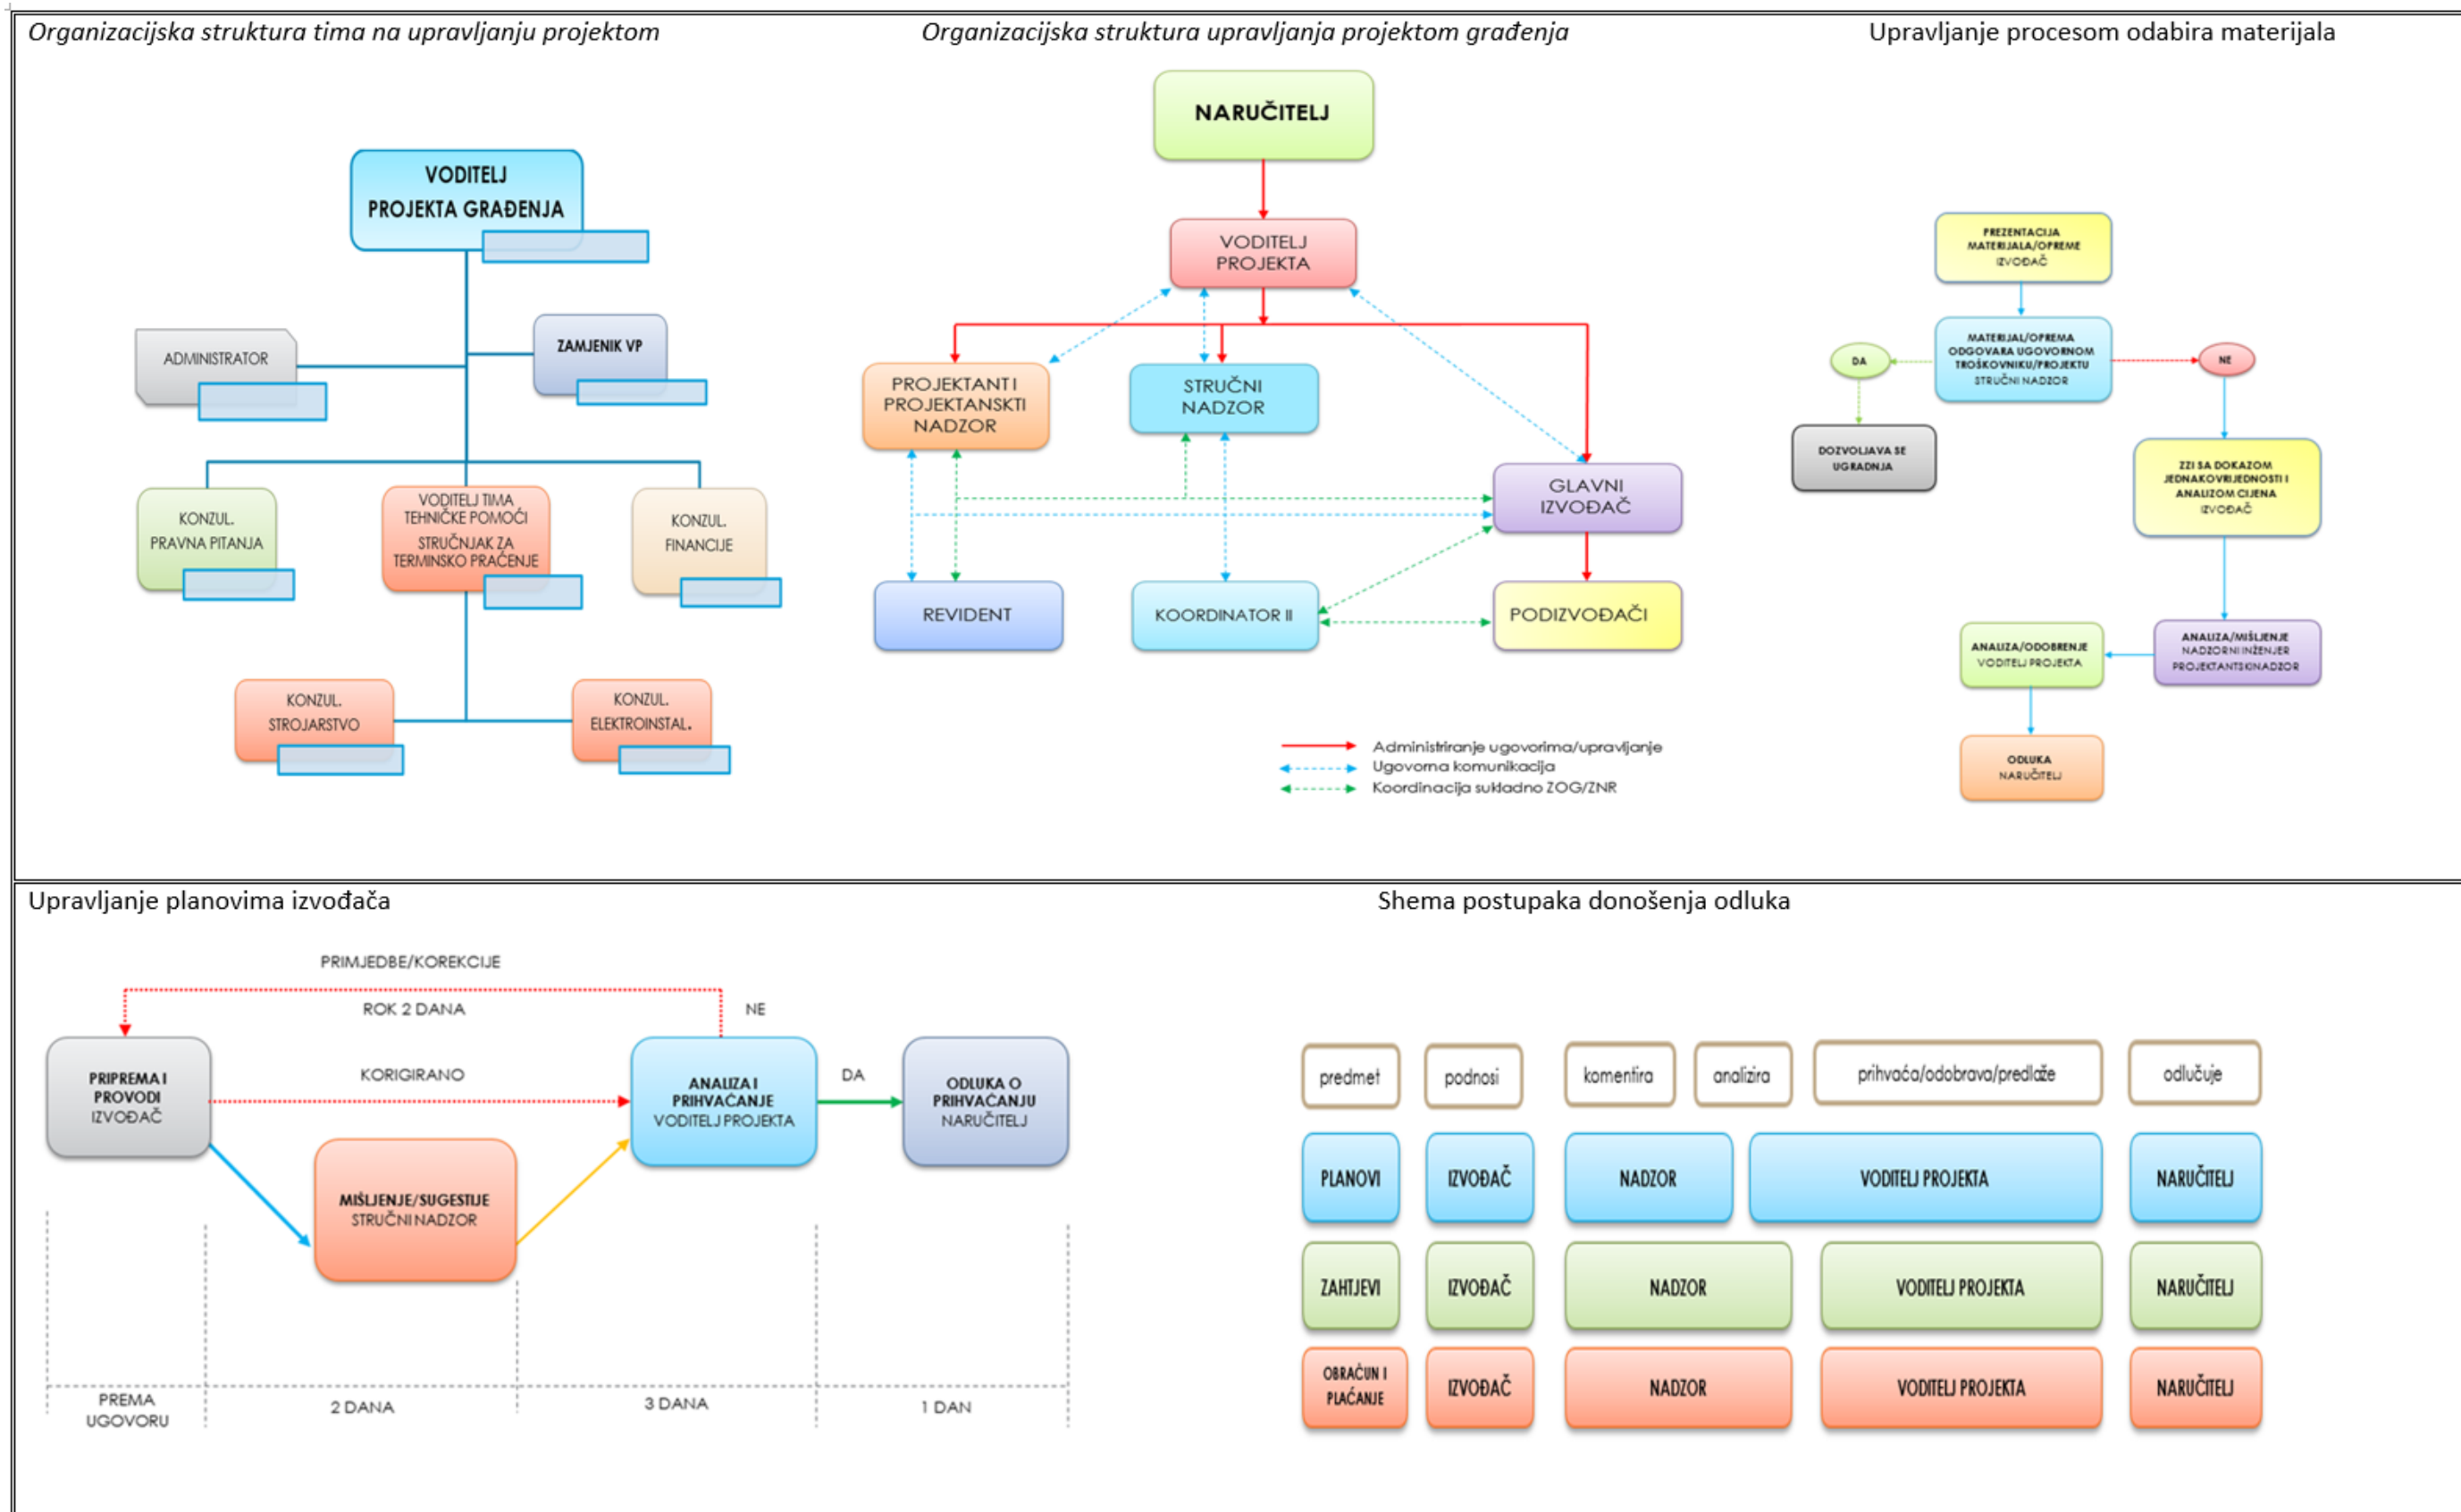 Organizacijska struktura tima na upravljanju projektom
VODITELJ
PROJEKTA GRAĐENJA
ADMINISTRATOR
ZAMJENIK VP
KONZUL.
PRAVNA PITANJA
VODITELJ TIMA
TEHNIČKE POMOĆI
STRUČNJAK ZA
TERMINSKO PRAĆENJE
KONZUL.
FINANCIJE
KONZUL.
STROJARSTVO
KONZUL.
ELEKTROINSTAL.
Organizacijska struktura upravljanja projektom građenja
NARUČITELJ
VODITELJ
PROJEKTA
PROJEKTANT I
PROJEKTANSKTI
NADZOR
STRUČNI
NADZOR
GLAVNI
IZVOĐAČ
REVIDENT
KOORDINATOR II
PODIZVOĐAČI
Administriranje ugovorima/upravljanje
Ugovorna komunikacija
Koordinacija sukladno ZOG/ZNR
Upravljanje procesom odabira materijala
PREZENTACIJA
MATERIJALA/OPREME
IZVOĐAČ
MATERIJAL/OPREMA
ODGOVARA UGOVORNOM
TROŠKOVNIKU/PROJEKTU
STRUČNI NADZOR
DA
NE
DOZVOLJAVA SE
UGRADNJA
ZZI SA DOKAZOM
JEDNAKOVRIJEDNOSTI I
ANALIZOM CIJENA
IZVOĐAČ
ANALIZA/MIŠLJENJE
NADZORNI INŽENJER
PROJEKTANTSKI NADZOR
ANALIZA/ODOBRENJE
VODITELJ PROJEKTA
ODLUKA
NARUČITELJ
Upravljanje planovima izvođača
PRIMJEDBE/KOREKCIJE
ROK 2 DANA
NE
PRIPREMA I
PROVODI
IZVOĐAČ
KORIGIRANO
ANALIZA I
PRIHVAĆANJE
VODITELJ PROJEKTA
DA
ODLUKA O
PRIHVAĆANJU
NARUČITELJ
MIŠLJENJE/SUGESTIJE
STRUČNI NADZOR
PREMA
UGOVORU
2 DANA
3 DANA
1 DAN
Shema postupaka donošenja odluka
predmet
podnosi
komentira
analizira
prihvaća/odobrava/predlaže
odlučuje
PLANOVI
IZVOĐAČ
NADZOR
VODITELJ PROJEKTA
NARUČITELJ
ZAHTJEVI
IZVOĐAČ
NADZOR
VODITELJ PROJEKTA
NARUČITELJ
OBRAČUN I
PLAĆANJE
IZVOĐAČ
NADZOR
VODITELJ PROJEKTA
NARUČITELJ